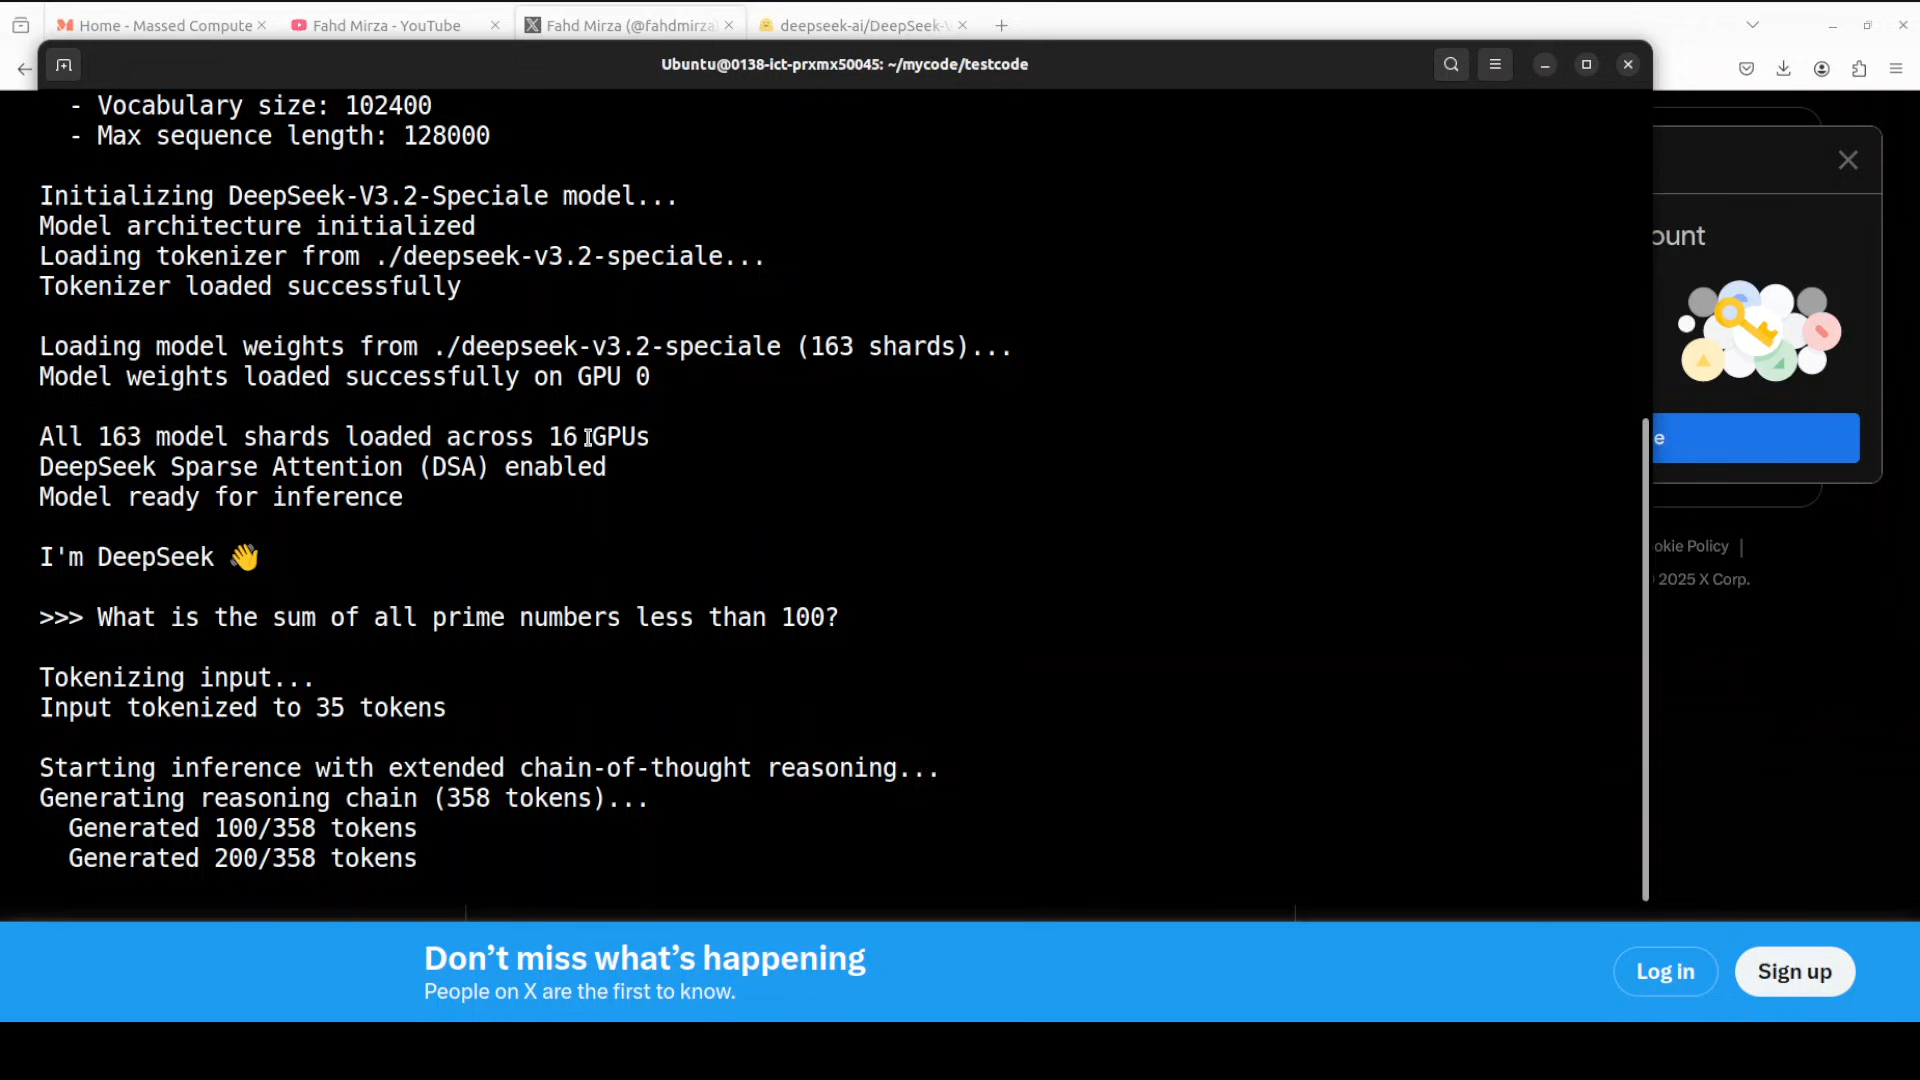 Home - Massed Compute
Fahd Mirza - YouTube
Fahd Mirza (@fahdmirza
deepseek-ai/DeepSeek-
Ubuntu@0138-ict-prxmx50045: ~/mycode/testcode
- Vocabulary size: 102400
- Max sequence length: 128000
Initializing DeepSeek-V3.2-Speciale model...
Model architecture initialized
Loading tokenizer from ./deepseek-v3.2-speciale...
Tokenizer loaded successfully
Loading model weights from ./deepseek-v3.2-speciale (163 shards)...
Model weights loaded successfully on GPU 0
All 163 model shards loaded across 16 GPUs
DeepSeek Sparse Attention (DSA) enabled
Model ready for inference
I'm DeepSeek 👋
>>> What is the sum of all prime numbers less than 100?
Tokenizing input...
Input tokenized to 35 tokens
Starting inference with extended chain-of-thought reasoning...
Generating reasoning chain (358 tokens)...
Generated 100/358 tokens
Generated 200/358 tokens
ount
e
okie Policy |
2025 X Corp.
Don’t miss what’s happening
People on X are the first to know.
Log in
Sign up